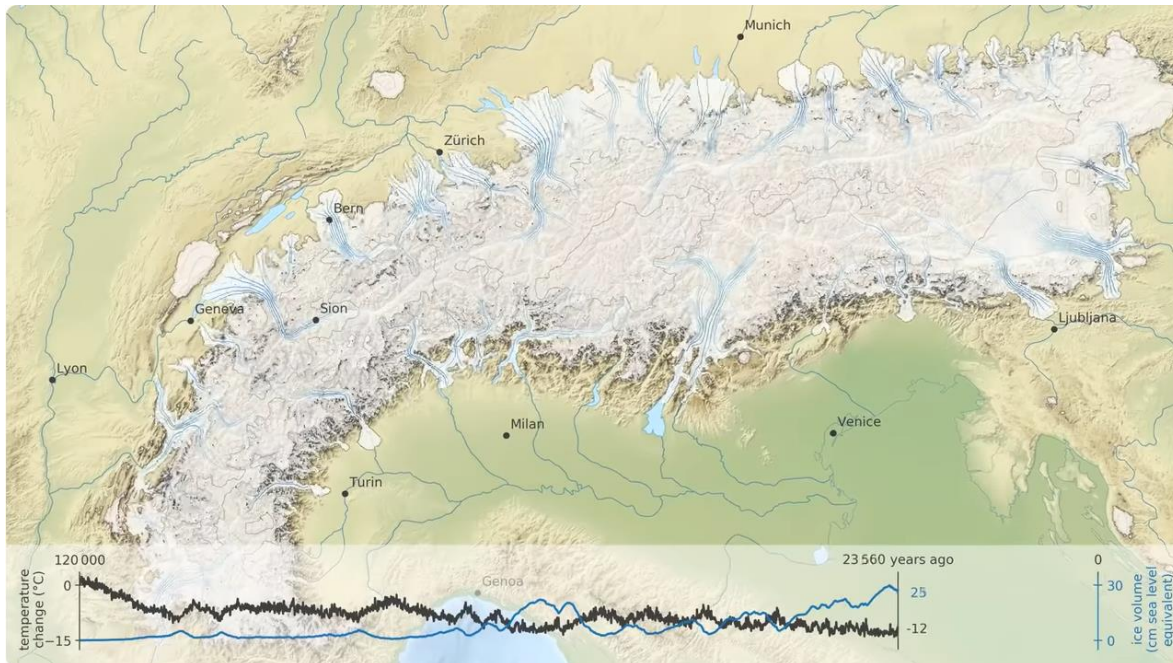 Munich
Zürich
Bern
Geneva
Sion
Ljubljana
Lyon
Milan
Venice
Turin
120 000
23 560 years ago
0
temperature
change (°C)
0
−15
Genoa
25
-12
30
0
ice volume
(cm sea level
equivalent)